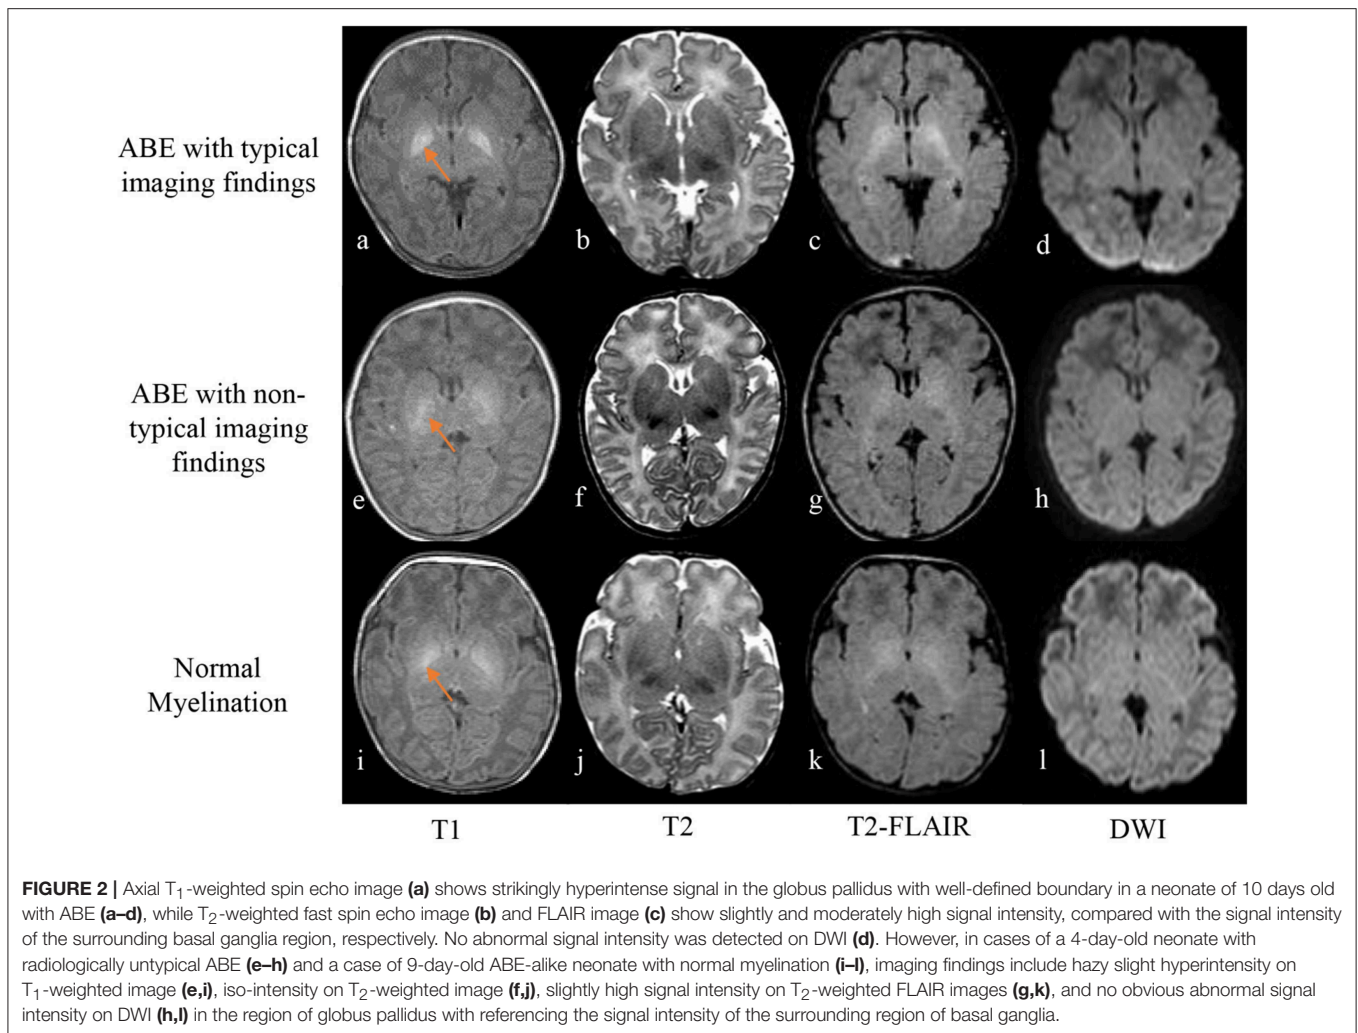 ABE with typical
imaging findings
a
b
c
d
ABE with non-
typical imaging
findings
e
f
g
h
Normal
Myelination
i
j
k
l
T1
T2
T2-FLAIR
DWI
FIGURE 2 | Axial T1-weighted spin echo image (a) shows strikingly hyperintense signal in the globus pallidus with well-defined boundary in a neonate of 10 days old
with ABE (a–d), while T2-weighted fast spin echo image (b) and FLAIR image (c) show slightly and moderately high signal intensity, compared with the signal intensity
of the surrounding basal ganglia region, respectively. No abnormal signal intensity was detected on DWI (d). However, in cases of a 4-day-old neonate with
radiologically untypical ABE (e–h) and a case of 9-day-old ABE-alike neonate with normal myelination (i–l), imaging findings include hazy slight hyperintensity on
T1-weighted image (e,i), iso-intensity on T2-weighted image (f,j), slightly high signal intensity on T2-weighted FLAIR images (g,k), and no obvious abnormal signal
intensity on DWI (h,l) in the region of globus pallidus with referencing the signal intensity of the surrounding region of basal ganglia.